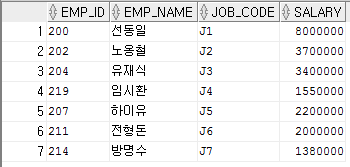 EMP_ID EMP_NAME JOB_CODE SALARY
1 200 선동일 J1 8000000
2 202 노옹철 J2 3700000
3 204 유재식 J3 3400000
4 219 임시환 J4 1550000
5 207 하이유 J5 2200000
6 211 전형돈 J6 2000000
7 214 방명수 J7 1380000